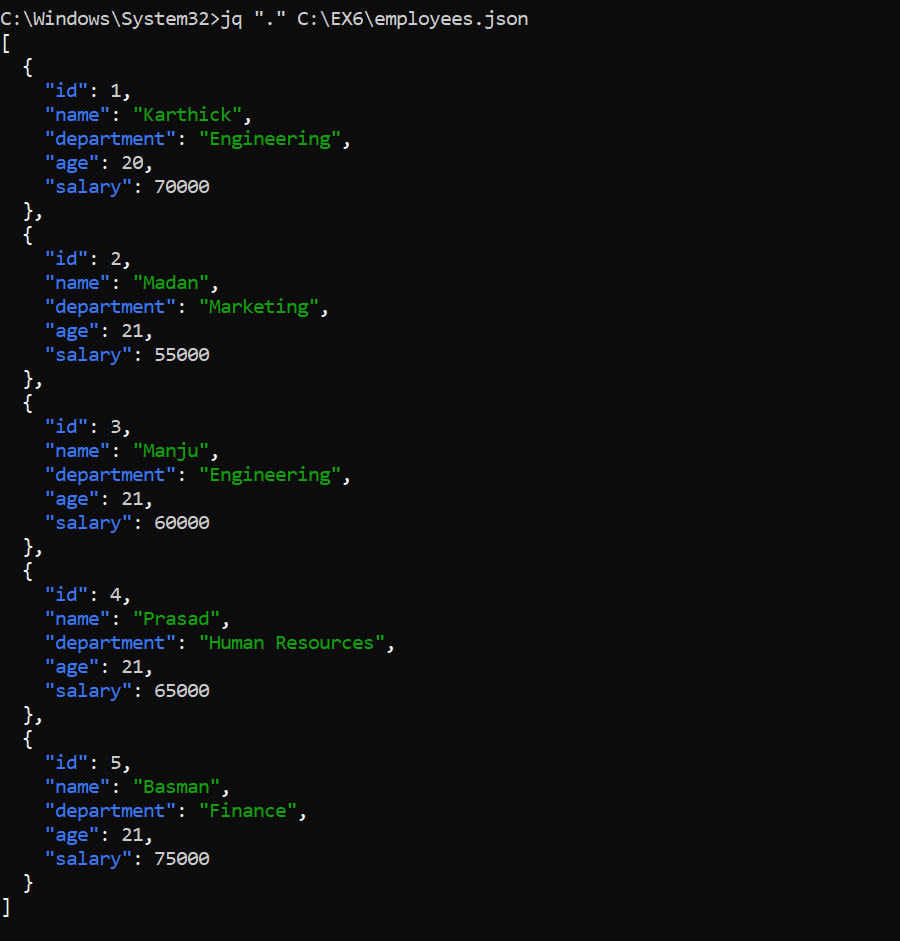 C:\Windows\System32>jq "." C:\EX6\employees.json
[
  {
    "id": 1,
    "name": "Karthick",
    "department": "Engineering",
    "age": 20,
    "salary": 70000
  },
  {
    "id": 2,
    "name": "Madan",
    "department": "Marketing",
    "age": 21,
    "salary": 55000
  },
  {
    "id": 3,
    "name": "Manju",
    "department": "Engineering",
    "age": 21,
    "salary": 60000
  },
  {
    "id": 4,
    "name": "Prasad",
    "department": "Human Resources",
    "age": 21,
    "salary": 65000
  },
  {
    "id": 5,
    "name": "Basman",
    "department": "Finance",
    "age": 21,
    "salary": 75000
  }
]